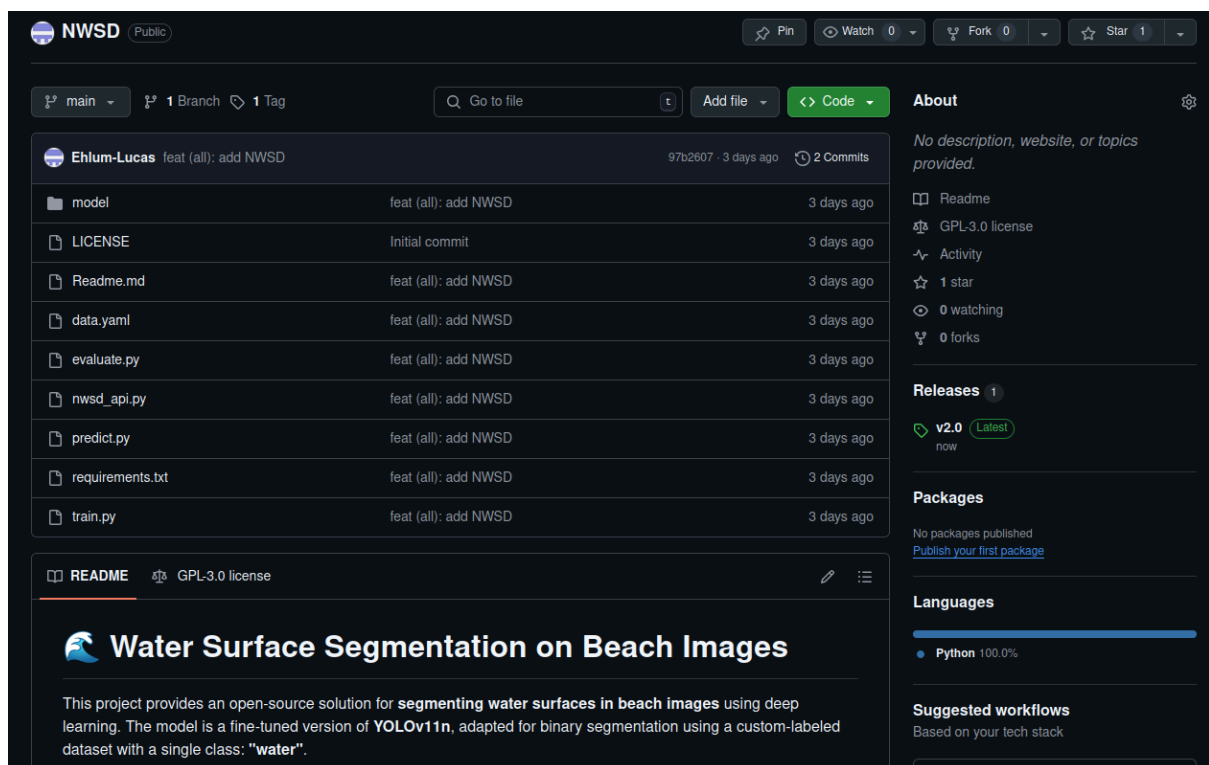 NWSD Public
Pin
Watch 0
Fork 0
Star 1
main
1 Branch
1 Tag
Go to file
t
Add file
Code
Ehlum-Lucas feat (all): add NWSD
97b2607 · 3 days ago
2 Commits
model feat (all): add NWSD 3 days ago
LICENSE Initial commit 3 days ago
Readme.md feat (all): add NWSD 3 days ago
data.yaml feat (all): add NWSD 3 days ago
evaluate.py feat (all): add NWSD 3 days ago
nwsd_api.py feat (all): add NWSD 3 days ago
predict.py feat (all): add NWSD 3 days ago
requirements.txt feat (all): add NWSD 3 days ago
train.py feat (all): add NWSD 3 days ago
README
GPL-3.0 license
🌊 Water Surface Segmentation on Beach Images
This project provides an open-source solution for segmenting water surfaces in beach images using deep
learning. The model is a fine-tuned version of YOLOv11n, adapted for binary segmentation using a custom-labeled
dataset with a single class: "water".
About
No description, website, or topics
provided.
Readme
GPL-3.0 license
Activity
1 star
0 watching
0 forks
Releases 1
v2.0 Latest
now
Packages
No packages published
Publish your first package
Languages
Python 100.0%
Suggested workflows
Based on your tech stack